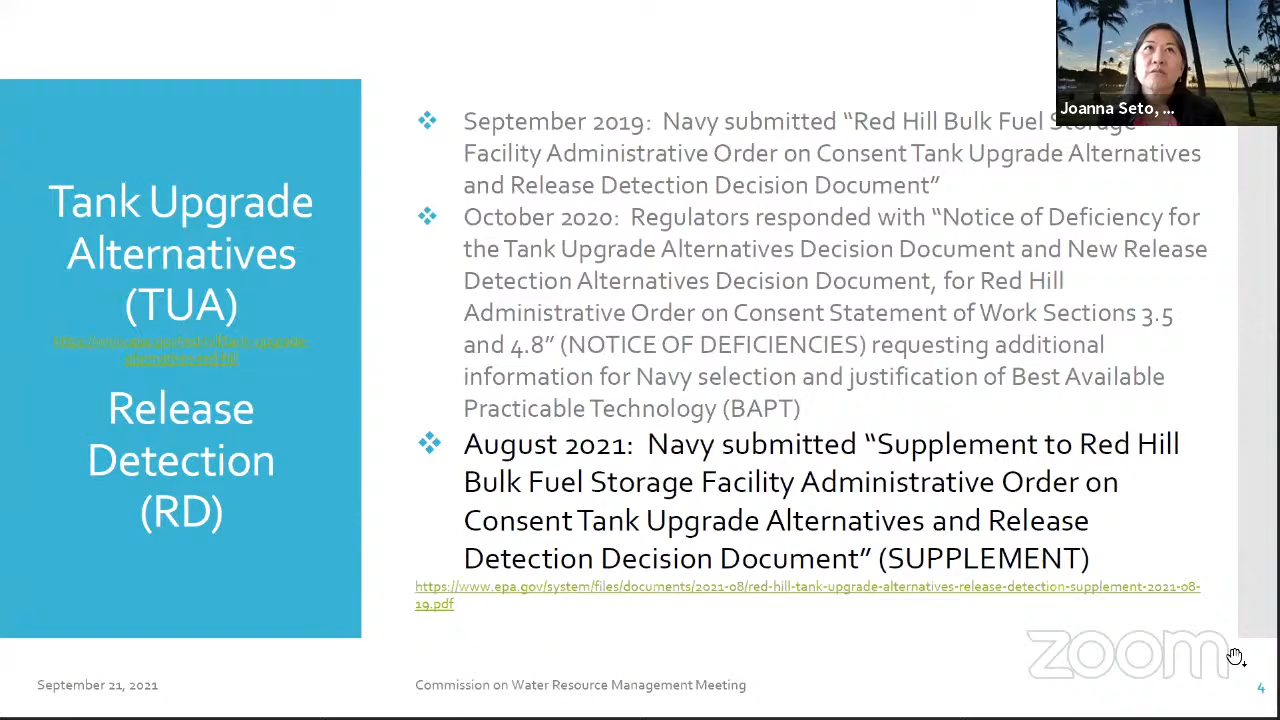 Joanna Seto, ...
Tank Upgrade
Alternatives
(TUA)
Release
Detection
(RD)
❖ September 2019: Navy submitted “Red Hill Bulk Fuel Storage
Facility Administrative Order on Consent Tank Upgrade Alternatives
and Release Detection Decision Document”
❖ October 2020: Regulators responded with “Notice of Deficiency for
the Tank Upgrade Alternatives Decision Document and New Release
Detection Alternatives Decision Document, for Red Hill
Administrative Order on Consent Statement of Work Sections 3.5
and 4.8” (NOTICE OF DEFICIENCIES) requesting additional
information for Navy selection and justification of Best Available
Practicable Technology (BAPT)
❖ August 2021: Navy submitted “Supplement to Red Hill
Bulk Fuel Storage Facility Administrative Order on
Consent Tank Upgrade Alternatives and Release
Detection Decision Document” (SUPPLEMENT)
https://www.epa.gov/system/files/documents/2021-08/red-hill-tank-upgrade-alternatives-release-detection-supplement-2021-08-
19.pdf
zoom
September 21, 2021
Commission on Water Resource Management Meeting
4